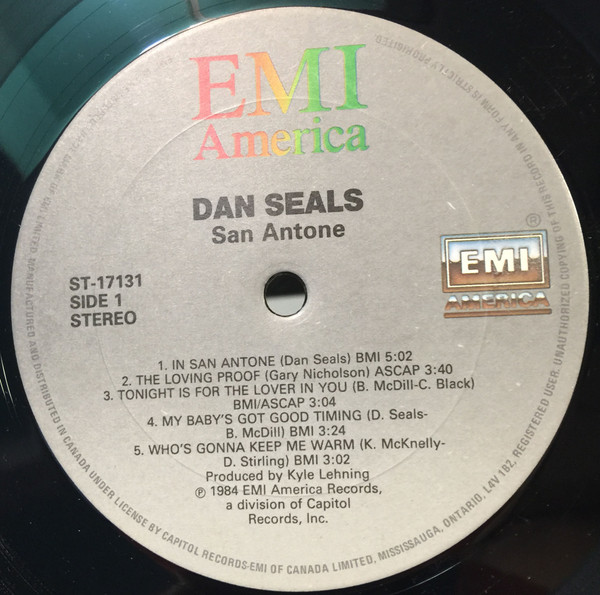 EMI
America
DAN SEALS
San Antone
ST-17131
SIDE 1
STEREO
®
EMI
AMERICA
1. IN SAN ANTONE (Dan Seals) BMI 5:02
2. THE LOVING PROOF (Gary Nicholson) ASCAP 3:40
3. TONIGHT IS FOR THE LOVER IN YOU (B. McDill-C. Black)
BMI/ASCAP 3:04
4. MY BABY'S GOT GOOD TIMING (D. Seals-
B. McDill) BMI 3:24
5. WHO'S GONNA KEEP ME WARM (K. McKnelly-
D. Stirling) BMI 3:02
Produced by Kyle Lehning
℗ 1984 EMI America Records,
a division of Capitol
Records, Inc.
MANUFACTURED AND DISTRIBUTED IN CANADA UNDER LICENSE BY CAPITOL RECORDS-EMI OF CANADA LIMITED, MISSISSAUGA, ONTARIO, L4V 1B2, REGISTERED USER. UNAUTHORIZED COPYING OF THIS RECORD IN ANY FORM IS STRICTLY PROHIBITED.